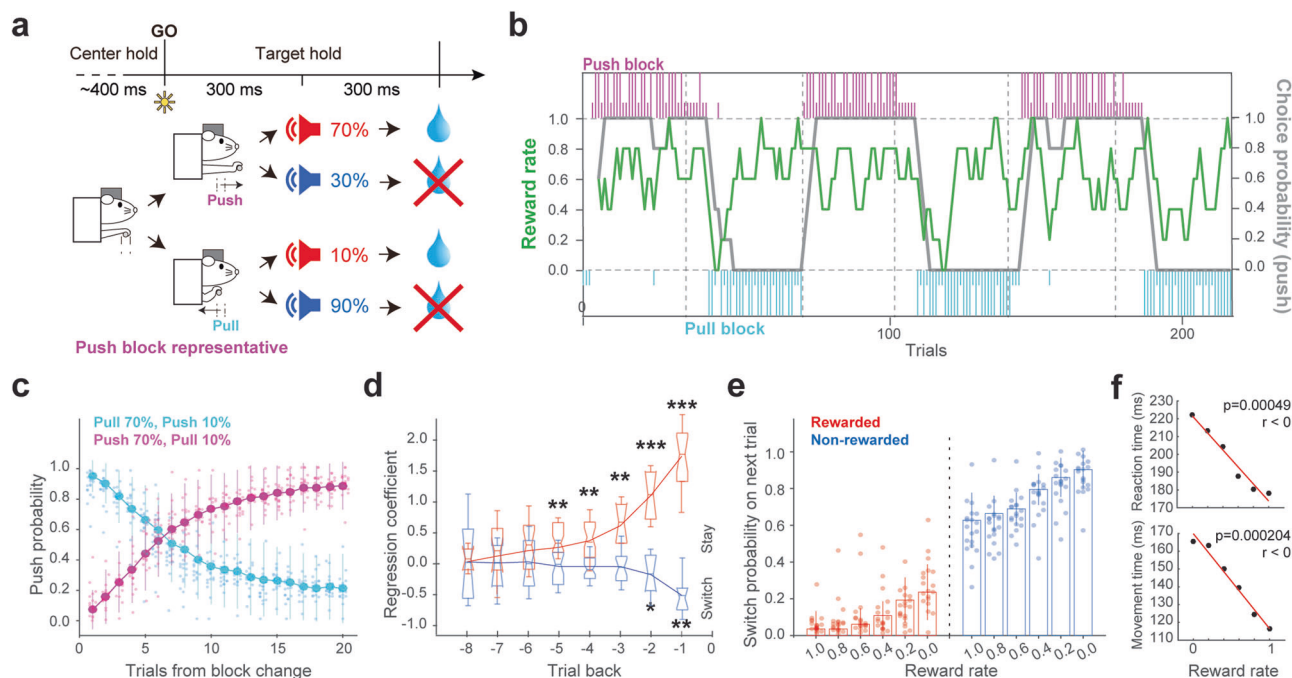 a
GO
Center hold
Target hold
~400 ms
300 ms
300 ms
70%
30%
Push
10%
90%
Pull
Push block representative
b
Push block
Reward rate
1.0
0.8
0.6
0.4
0.2
0.0
1.0
0.8
0.6
0.4
0.2
0.0
Choice probability (push)
0
100
200
Pull block
Trials
c
Pull 70%, Push 10%
Push 70%, Pull 10%
Push probability
1.0
0.8
0.6
0.4
0.2
0.0
0
5
10
15
20
Trials from block change
d
Regression coefficient
2.0
1.5
1.0
0.5
0.0
-0.5
-1.0
**
**
**
***
***
*
**
Stay
Switch
-8
-7
-6
-5
-4
-3
-2
-1
0
Trial back
e
Rewarded
Non-rewarded
Switch probability on next trial
1.0
0.8
0.6
0.4
0.2
0.0
1.0
0.8
0.6
0.4
0.2
0.0
1.0
0.8
0.6
0.4
0.2
0.0
Reward rate
f
Reaction time (ms)
230
220
210
200
190
180
170
p=0.00049
r < 0
Movement time (ms)
170
160
150
140
130
120
110
p=0.000204
r < 0
0
1
Reward rate